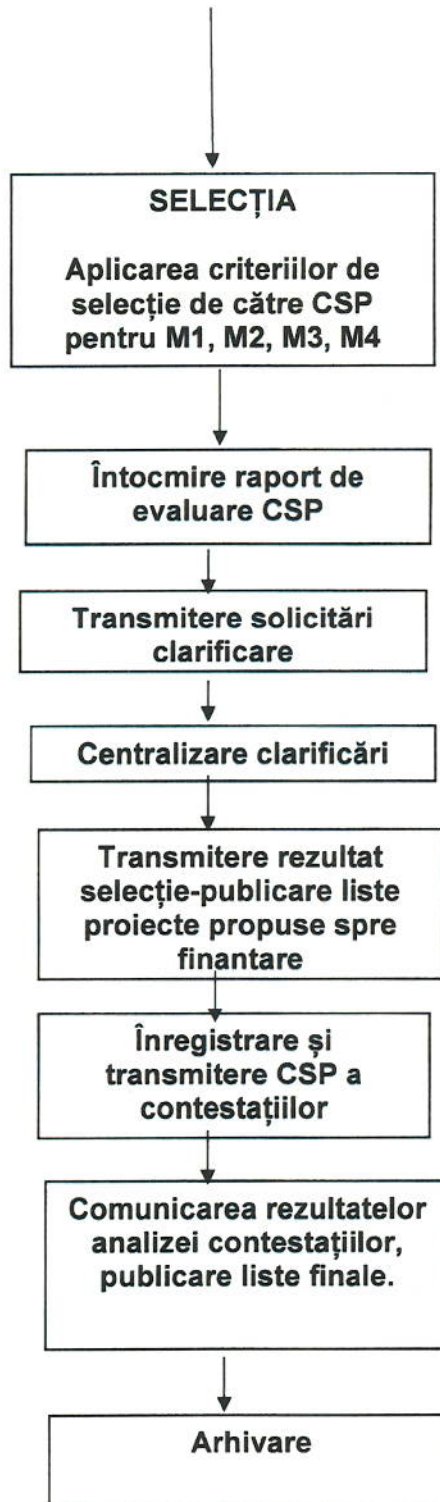 SELECȚIA
Aplicarea criteriilor de
selecție de către CSP
pentru M1, M2, M3, M4
Întocmire raport de
evaluare CSP
Transmitere solicitări
clarificare
Centralizare clarificări
Transmitere rezultat
selecție-publicare liste
proiecte propuse spre
finantare
Înregistrare și
transmitere CSP a
contestațiilor
Comunicarea rezultatelor
analizei contestațiilor,
publicare liste finale.
Arhivare